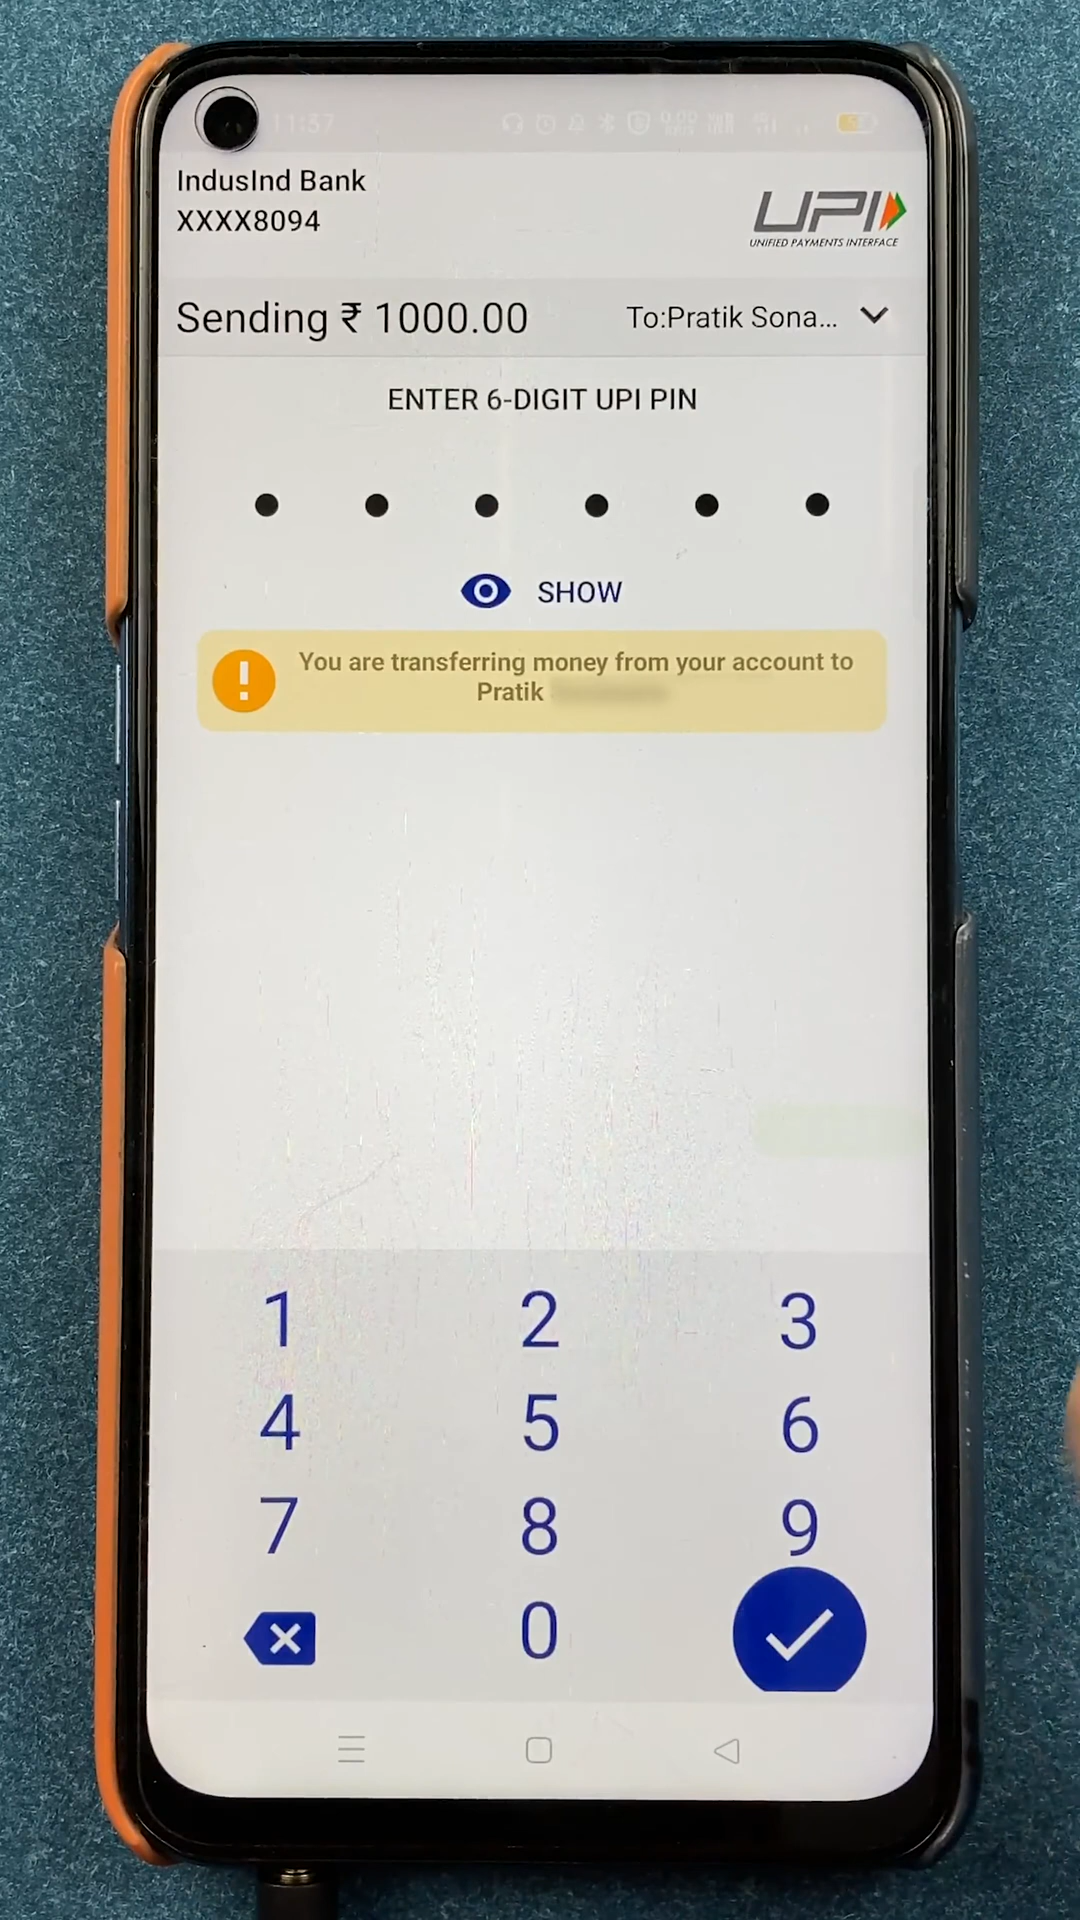 11:37
IndusInd Bank
XXXX8094
UPI
UNIFIED PAYMENTS INTERFACE
Sending ₹ 1000.00
To:Pratik Sona...
ENTER 6-DIGIT UPI PIN
SHOW
You are transferring money from your account to
Pratik
1 2 3
4 5 6
7 8 9
0